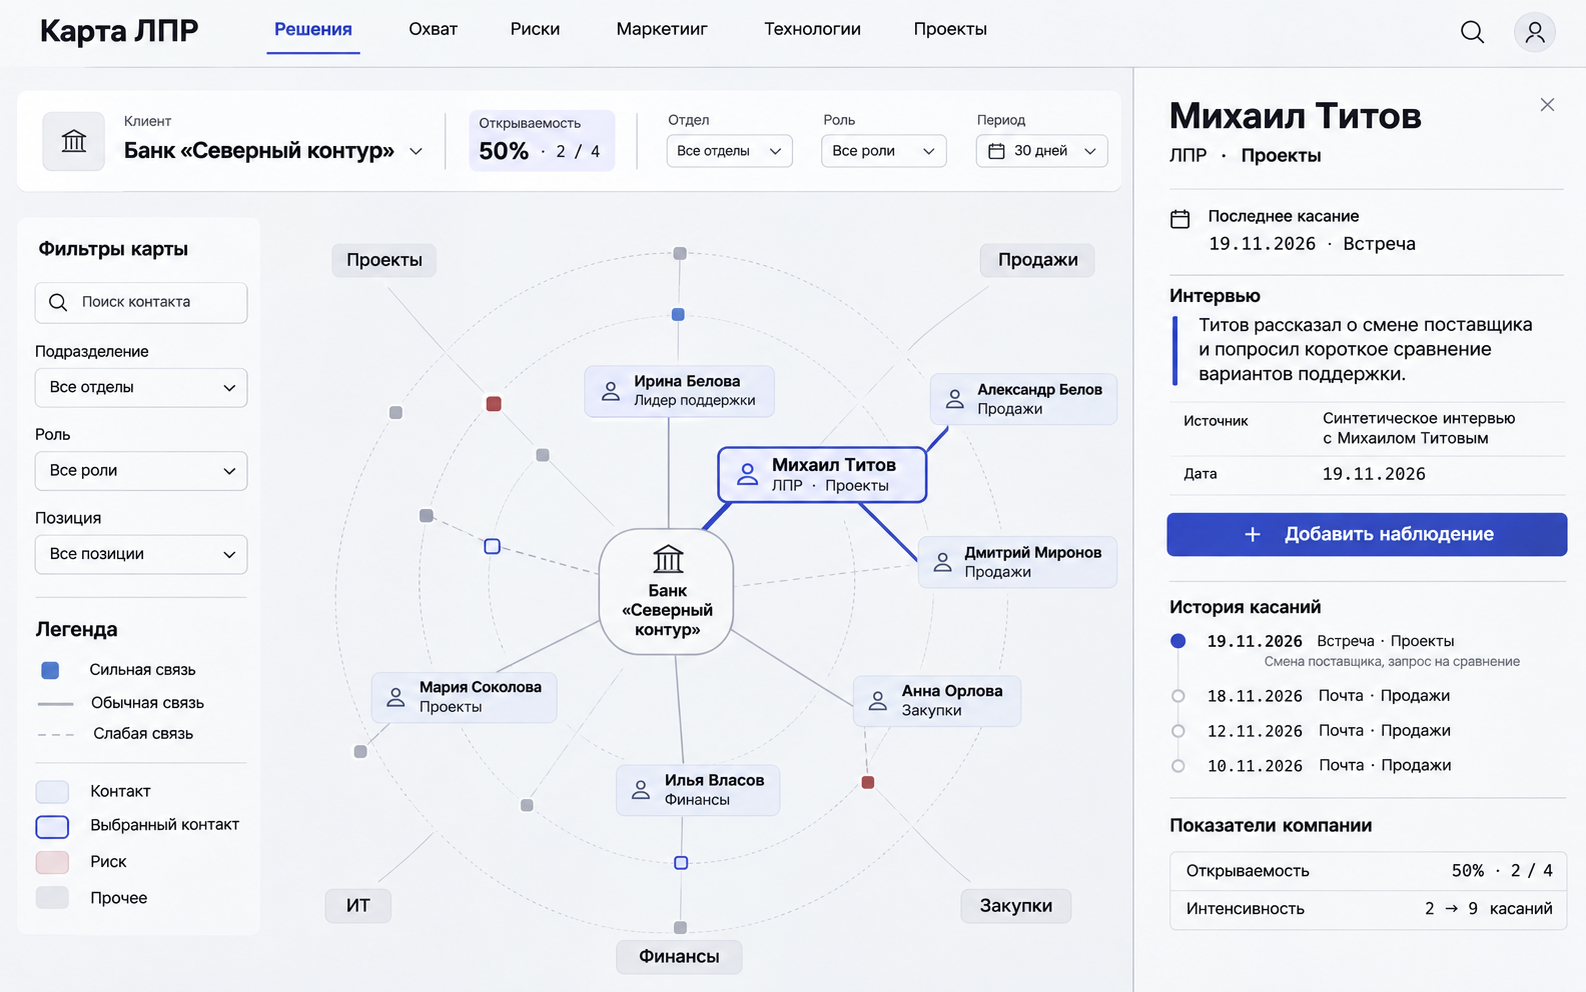 Карта ЛПР
Решения
Охват
Риски
Маркетииг
Технологии
Проекты
Клиент
Банк «Северный контур»
Открываемость
50% · 2 / 4
Отдел
Все отделы
Роль
Все роли
Период
30 дней
Фильтры карты
Поиск контакта
Подразделение
Все отделы
Роль
Все роли
Позиция
Все позиции
Легенда
Сильная связь
Обычная связь
Слабая связь
Контакт
Выбранный контакт
Риск
Прочее
Проекты
Продажи
Ирина Белова
Лидер поддержки
Александр Белов
Продажи
Михаил Титов
ЛПР · Проекты
Дмитрий Миронов
Продажи
Банк
«Северный
контур»
Мария Соколова
Проекты
Анна Орлова
Закупки
Илья Власов
Финансы
ИТ
Закупки
Финансы
Михаил Титов
ЛПР · Проекты
Последнее касание
19.11.2026 · Встреча
Интервью
Титов рассказал о смене поставщика
и попросил короткое сравнение
вариантов поддержки.
Источник
Синтетическое интервью
с Михаилом Титовым
Дата
19.11.2026
+ Добавить наблюдение
История касаний
19.11.2026 Встреча · Проекты
Смена поставщика, запрос на сравнение
18.11.2026 Почта · Продажи
12.11.2026 Почта · Продажи
10.11.2026 Почта · Продажи
Показатели компании
Открываемость 50% · 2 / 4
Интенсивность 2 → 9 касаний